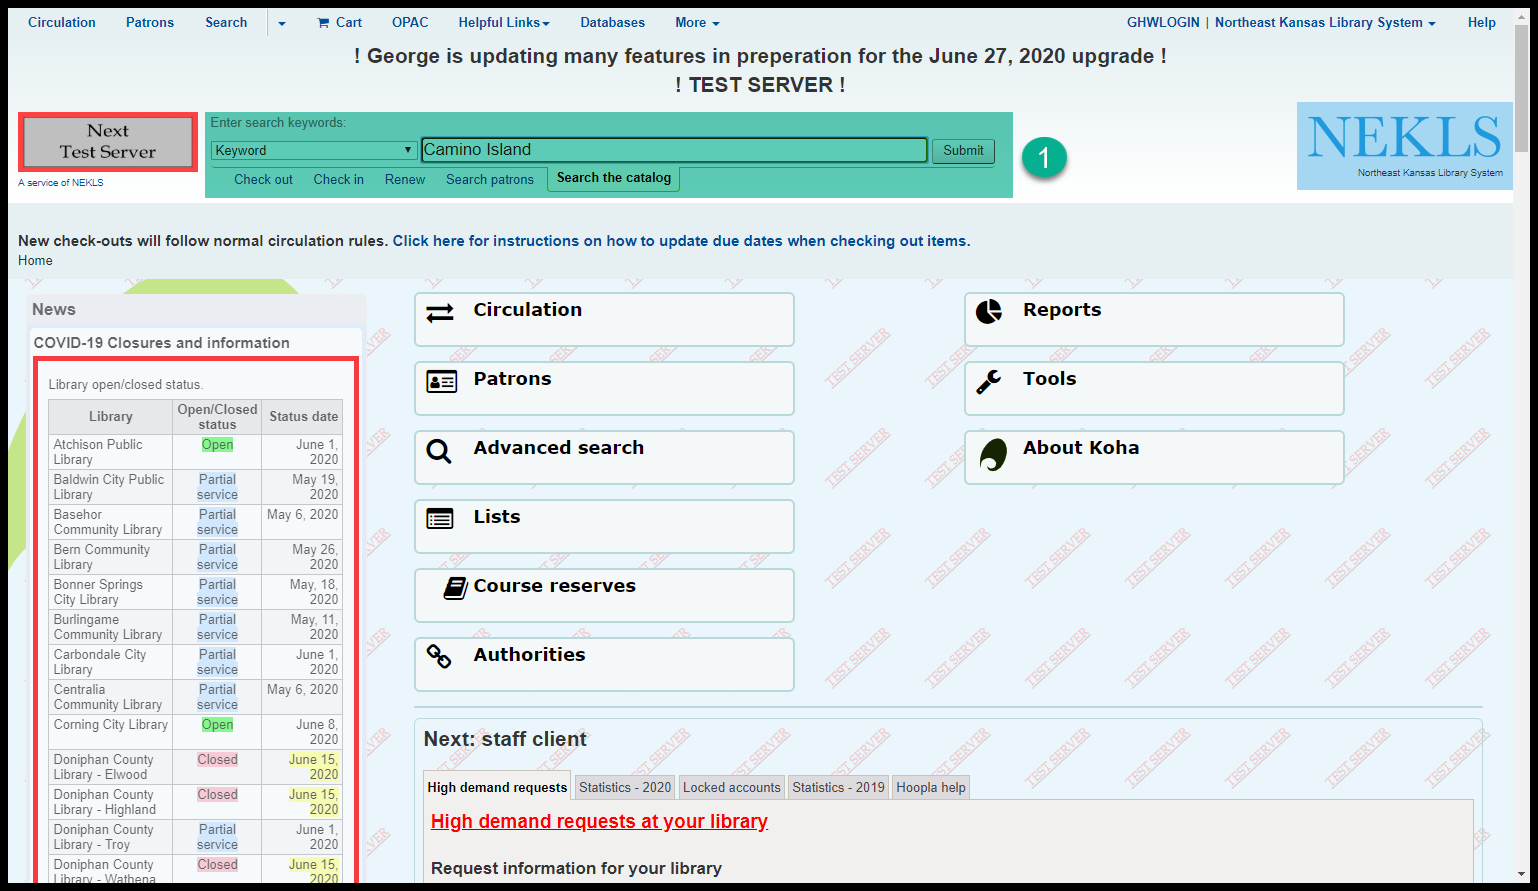 Circulation Patrons Search Cart OPAC Helpful Links Databases More GHWLOGIN | Northeast Kansas Library System Help
! George is updating many features in preperation for the June 27, 2020 upgrade !
! TEST SERVER !
Next
Test Server
A service of NEKLS
Enter search keywords:
Keyword Camino Island Submit
Check out Check in Renew Search patrons Search the catalog
1
NEKLS
Northeast Kansas Library System
New check-outs will follow normal circulation rules. Click here for instructions on how to update due dates when checking out items.
Home
News
COVID-19 Closures and information
Library open/closed status.
Library Open/Closed status Status date
Atchison Public Library Open June 1, 2020
Baldwin City Public Library Partial service May 19, 2020
Basehor Community Library Partial service May 6, 2020
Bern Community Library Partial service May 26, 2020
Bonner Springs City Library Partial service May, 18, 2020
Burlingame Community Library Partial service May, 11, 2020
Carbondale City Library Partial service June 1, 2020
Centralia Community Library Partial service May 6, 2020
Corning City Library Open June 8, 2020
Doniphan County Library - Elwood Closed June 15, 2020
Doniphan County Library - Highland Closed June 15, 2020
Doniphan County Library - Troy Partial service June 1, 2020
Doniphan County Library - Wathena Closed June 15, 2020
Circulation
Patrons
Advanced search
Lists
Course reserves
Authorities
Reports
Tools
About Koha
TEST SERVER
Next: staff client
High demand requests Statistics - 2020 Locked accounts Statistics - 2019 Hoopla help
High demand requests at your library
Request information for your library